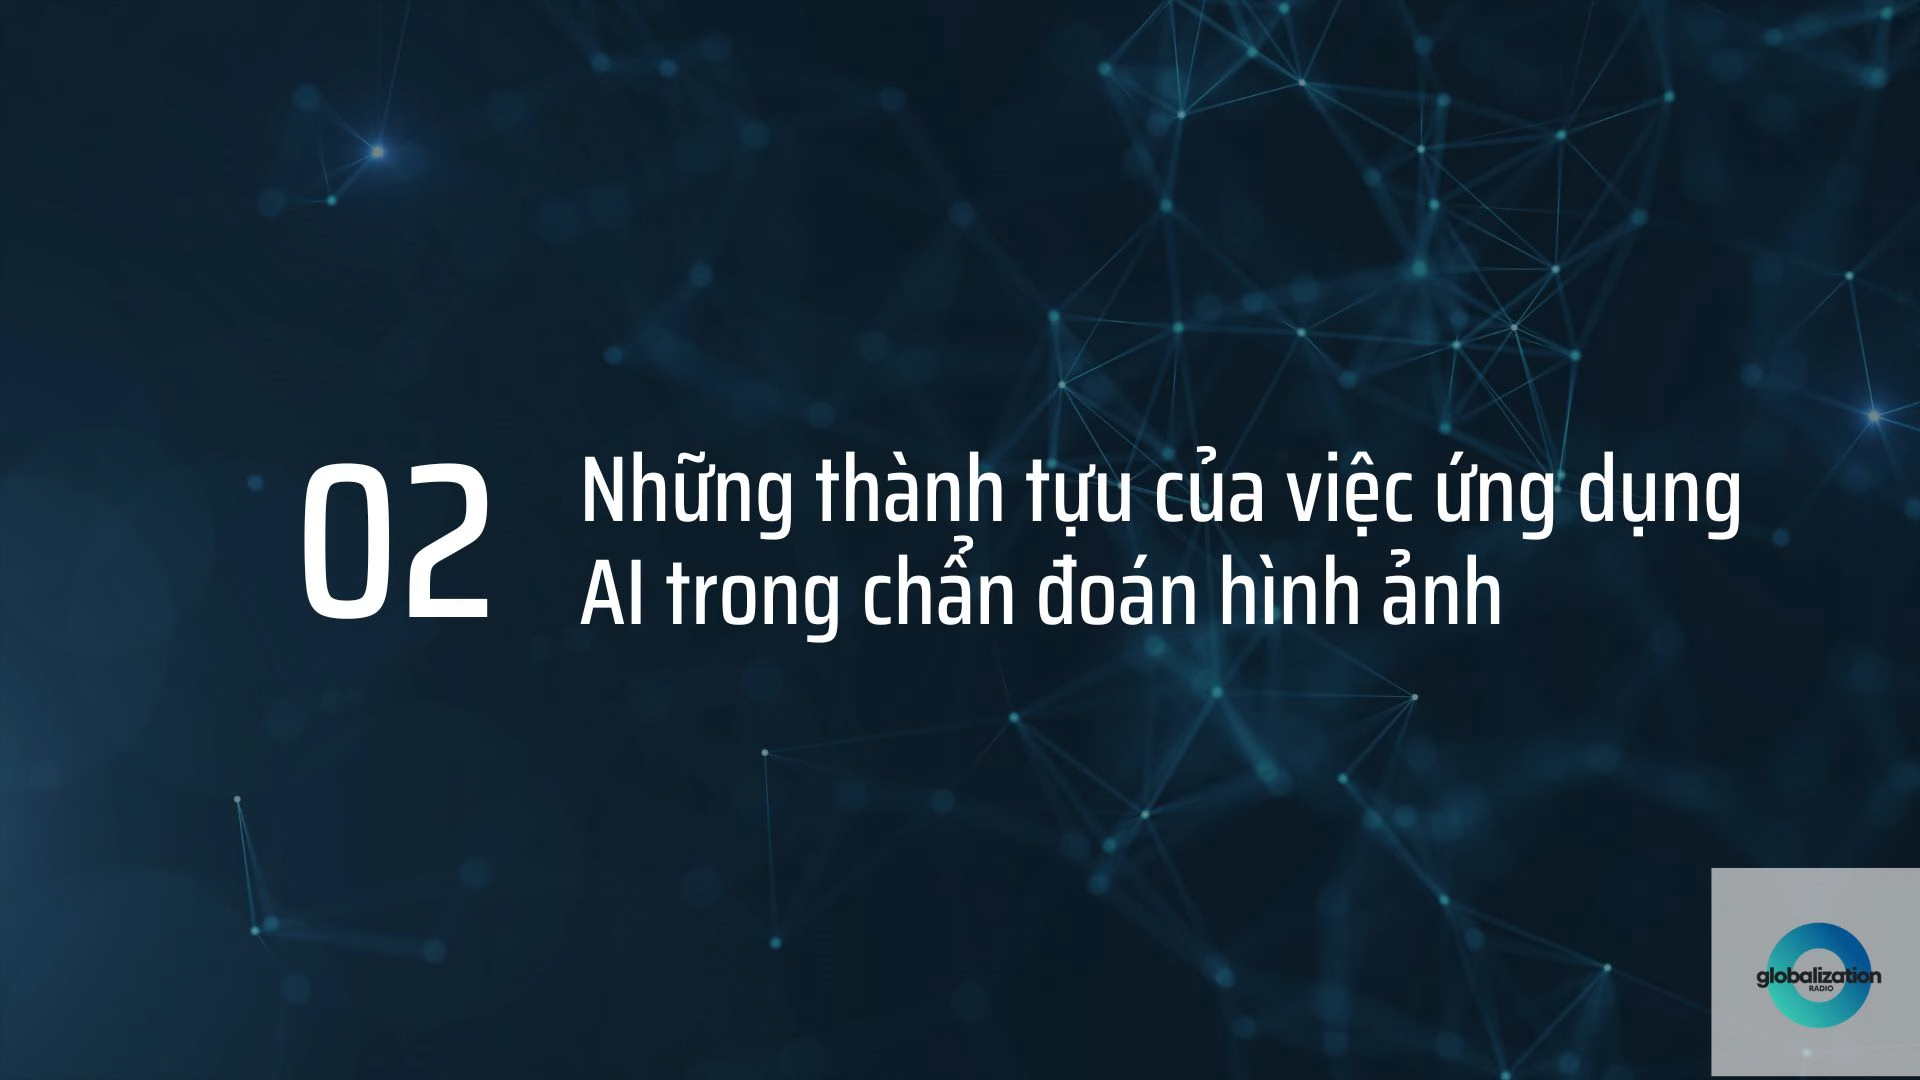 02
Những thành tựu của việc ứng dụng
AI trong chẩn đoán hình ảnh
globalization
RADIO